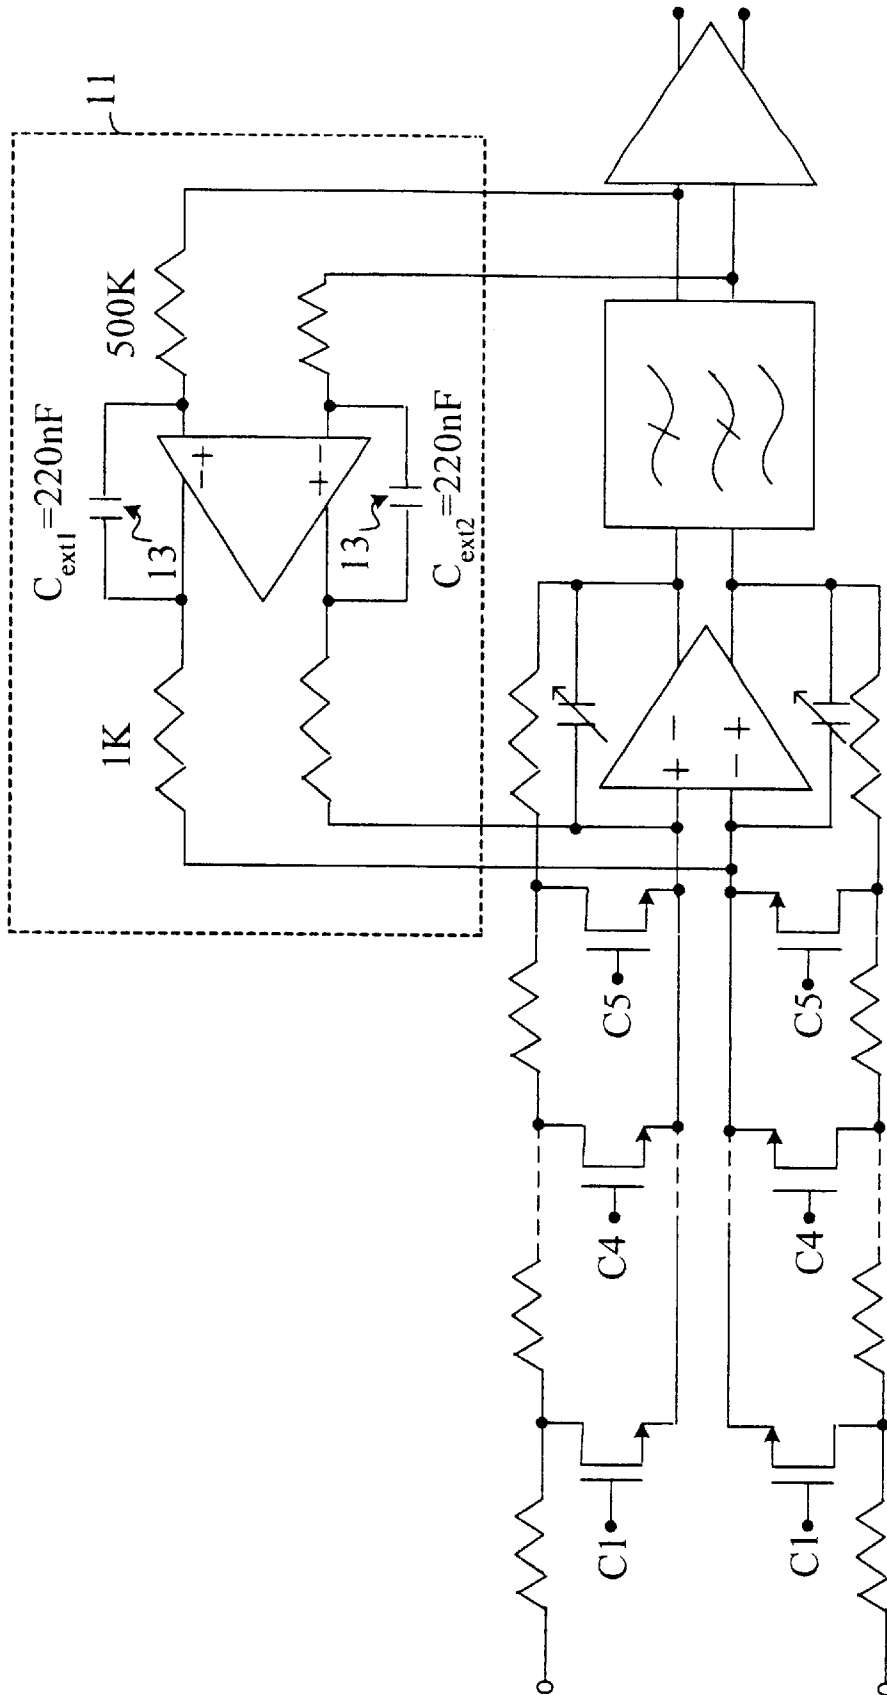 11
500K
C_ext1=220nF
13
13
C_ext2=220nF
1K
+
−
−
+
+
−
−
+
C5
C5
C4
C4
C1
C1